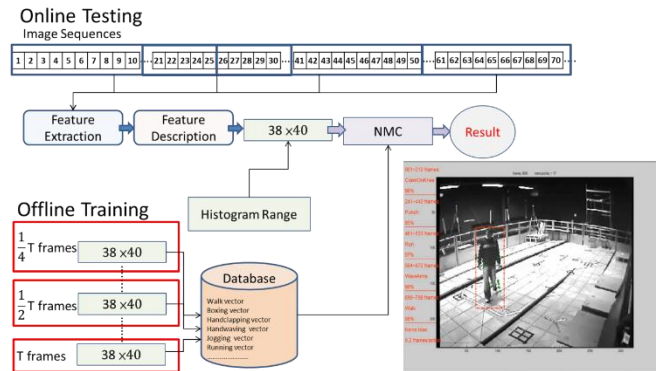 Online Testing
Image Sequences
1 2 3 4 5 6 7 8 9 10 ···· 21 22 23 24 25 26 27 28 29 30 ···· 41 42 43 44 45 46 47 48 49 50 ···· 61 62 63 64 65 66 67 68 69 70 ····
Feature Extraction
Feature Description
38 ×40
NMC
Result
Histogram Range
Offline Training
1/4 T frames
38 ×40
1/2 T frames
38 ×40
T frames
38 ×40
Database
Walk vector
Boxing vector
Handclapping vector
Handwaving vector
Jogging vector
Running vector